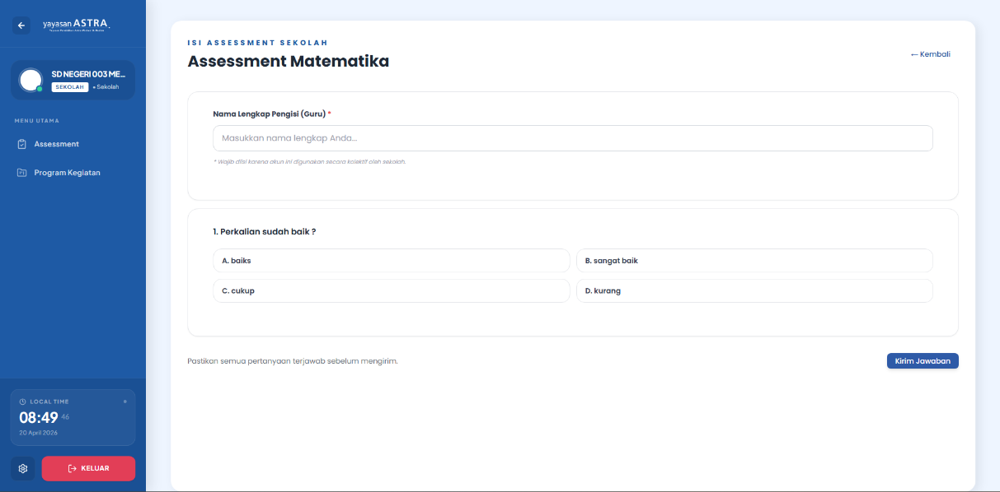 yayasan ASTRA
SD NEGERI 003 ME...
SEKOLAH • Sekolah
MENU UTAMA
Assessment
Program Kegiatan
LOCAL TIME
08:49 46
20 April 2026
KELUAR
ISI ASSESSMENT SEKOLAH
Assessment Matematika
← Kembali
Nama Lengkap Pengisi (Guru) *
Masukkan nama lengkap Anda...
* Wajib diisi karena akun ini digunakan secara kolektif oleh sekolah.
1. Perkalian sudah baik ?
A. baiks
B. sangat baik
C. cukup
D. kurang
Pastikan semua pertanyaan terjawab sebelum mengirim.
Kirim Jawaban